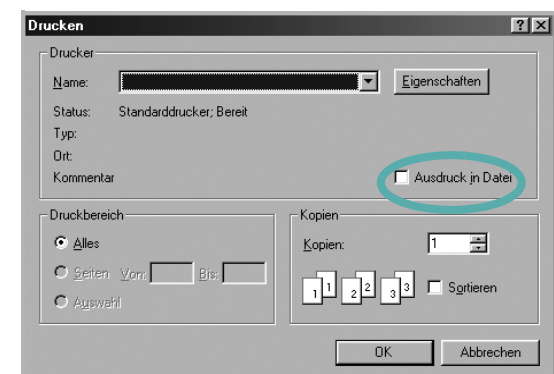 Drucken
Drucker
Name:
Eigenschaften
Status: Standarddrucker; Bereit
Typ:
Ort:
Kommentar
Ausdruck in Datei
Druckbereich
Alles
Seiten Von: Bis:
Auswahl
Kopien
Kopien: 1
1 1 2 2 3 3
Sortieren
OK Abbrechen